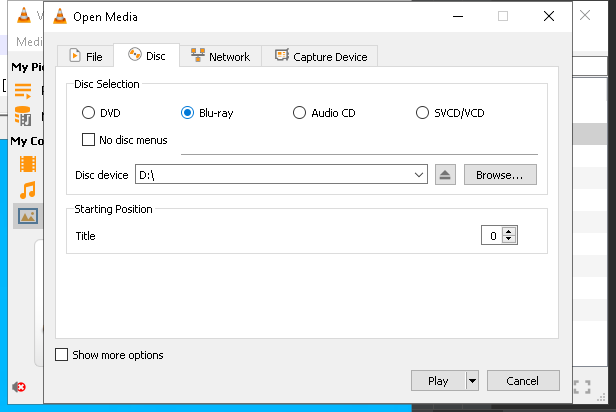 Open Media
Medi
File
Disc
Network
Capture Device
My Pi
Disc Selection
DVD
Blu-ray
Audio CD
SVCD/VCD
No disc menus
My Co
Disc device
D:\
Browse...
Starting Position
Title
0
Show more options
Play
Cancel